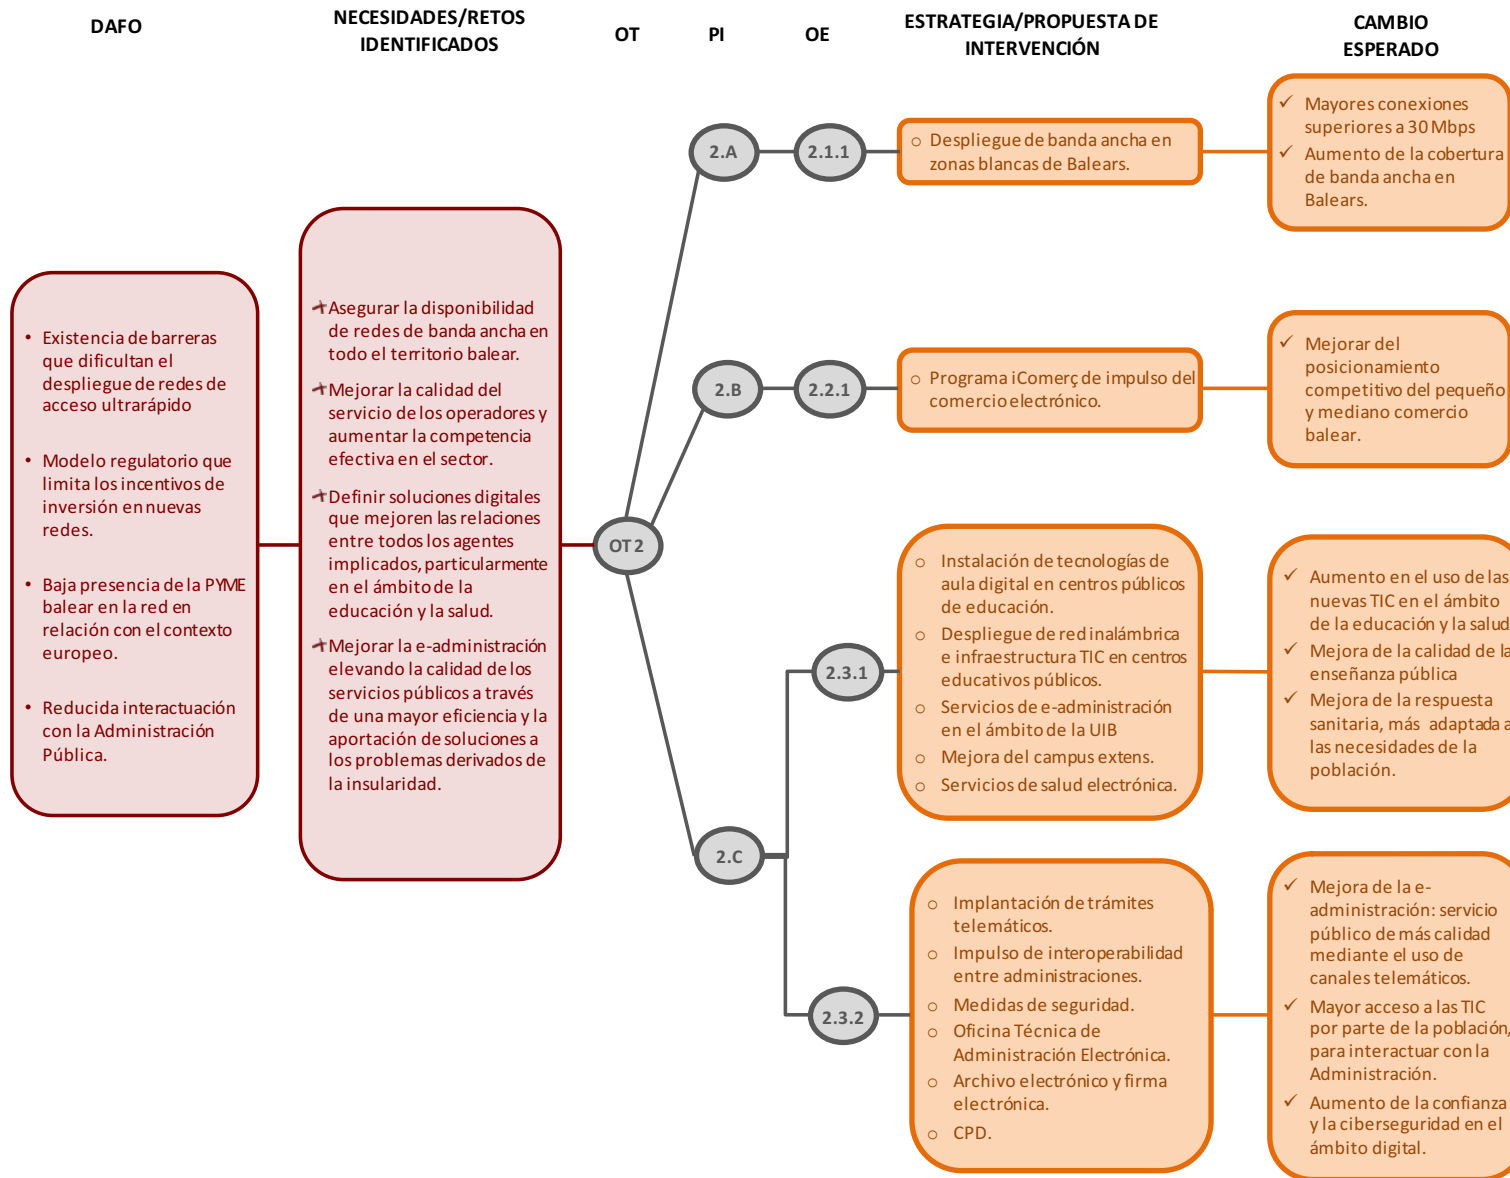 DAFO
NECESIDADES/RETOS
IDENTIFICADOS
OT
PI
OE
ESTRATEGIA/PROPUESTA DE
INTERVENCIÓN
CAMBIO
ESPERADO
• Existencia de barreras
que dificultan el
despliegue de redes de
acceso ultrarápido
• Modelo regulatorio que
limita los incentivos de
inversión en nuevas
redes.
• Baja presencia de la PYME
balear en la red en
relación con el contexto
europeo.
• Reducida interactuación
con la Administración
Pública.
Asegurar la disponibilidad
de redes de banda ancha en
todo el territorio balear.
Mejorar la calidad del
servicio de los operadores y
aumentar la competencia
efectiva en el sector.
Definir soluciones digitales
que mejoren las relaciones
entre todos los agentes
implicados, particularmente
en el ámbito de la
educación y la salud.
Mejorar la e-administración
elevando la calidad de los
servicios públicos a través
de una mayor eficiencia y la
aportación de soluciones a
los problemas derivados de
la insularidad.
OT2
2.A
2.1.1
o Despliegue de banda ancha en
zonas blancas de Balears.
✓ Mayores conexiones
superiores a 30 Mbps
✓ Aumento de la cobertura
de banda ancha en
Balears.
2.B
2.2.1
o Programa iComerç de impulso del
comercio electrónico.
✓ Mejorar del
posicionamiento
competitivo del pequeño
y mediano comercio
balear.
2.C
2.3.1
o Instalación de tecnologías de
aula digital en centros públicos
de educación.
o Despliegue de red inalámbrica
e infraestructura TIC en centros
educativos públicos.
o Servicios de e-administración
en el ámbito de la UIB
o Mejora del campus extens.
o Servicios de salud electrónica.
✓ Aumento en el uso de las
nuevas TIC en el ámbito
de la educación y la salud
✓ Mejora de la calidad de la
enseñanza pública
✓ Mejora de la respuesta
sanitaria, más adaptada a
las necesidades de la
población.
2.3.2
o Implantación de trámites
telemáticos.
o Impulso de interoperabilidad
entre administraciones.
o Medidas de seguridad.
o Oficina Técnica de
Administración Electrónica.
o Archivo electrónico y firma
electrónica.
o CPD.
✓ Mejora de la e-
administración: servicio
público de más calidad
mediante el uso de
canales telemáticos.
✓ Mayor acceso a las TIC
por parte de la población,
para interactuar con la
Administración.
✓ Aumento de la confianza
y la ciberseguridad en el
ámbito digital.